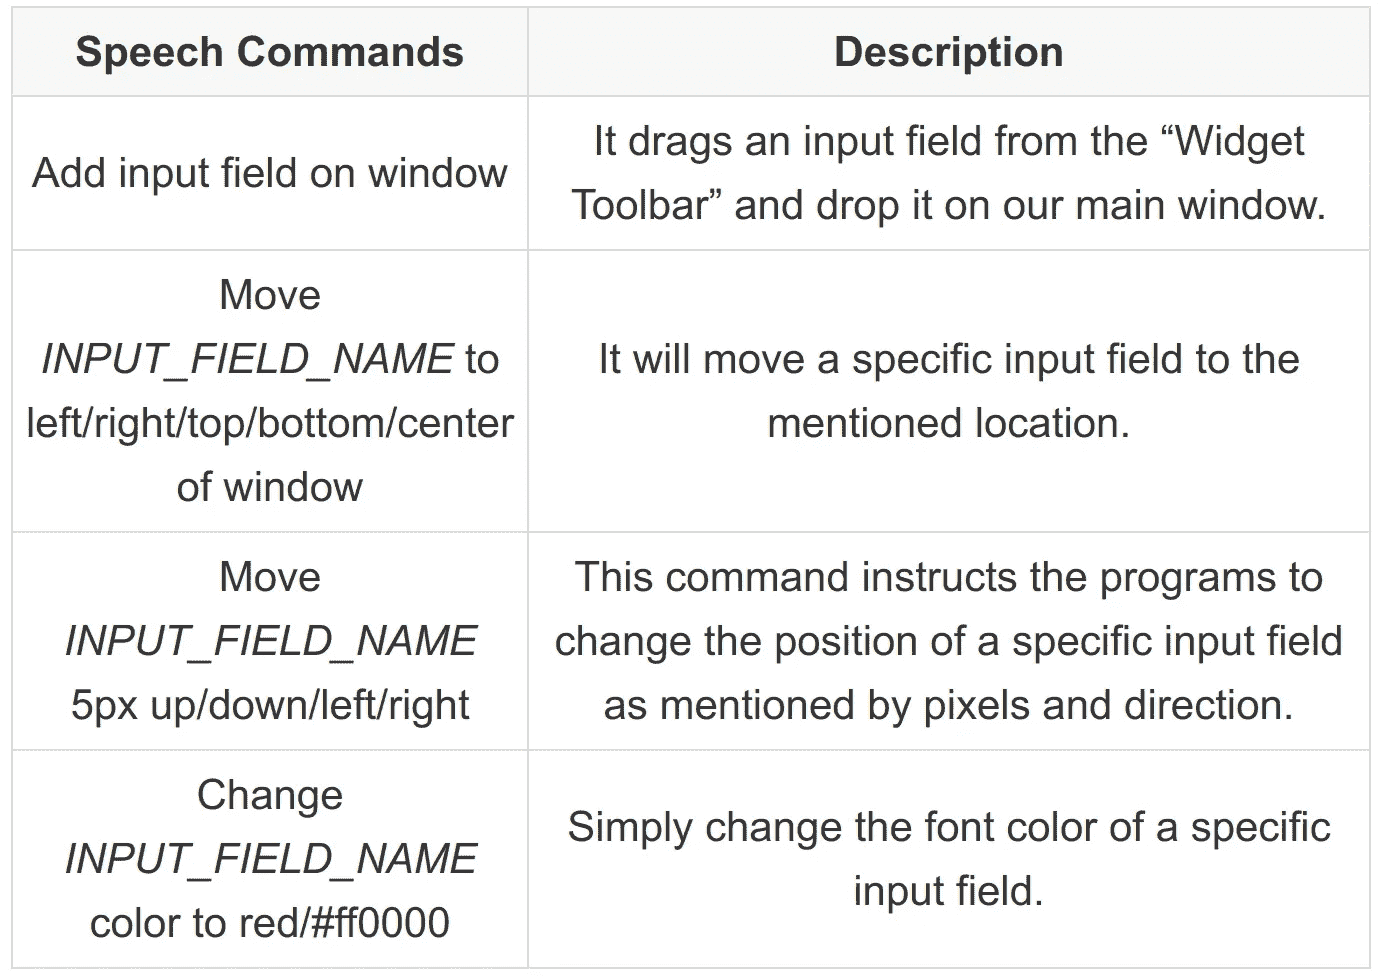 Speech Commands
Description
Add input field on window
It drags an input field from the “Widget
Toolbar” and drop it on our main window.
Move
INPUT_FIELD_NAME to
left/right/top/bottom/center
of window
It will move a specific input field to the
mentioned location.
Move
INPUT_FIELD_NAME
5px up/down/left/right
This command instructs the programs to
change the position of a specific input field
as mentioned by pixels and direction.
Change
INPUT_FIELD_NAME
color to red/#ff0000
Simply change the font color of a specific
input field.